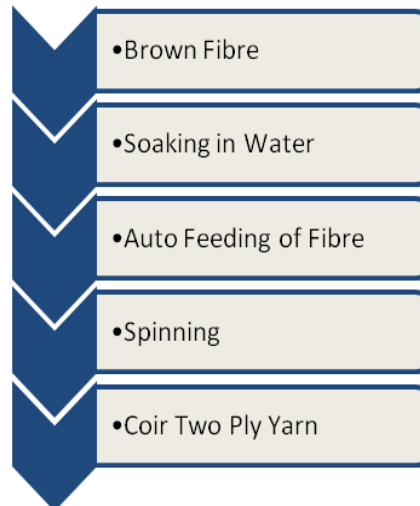 •Brown Fibre
•Soaking in Water
•Auto Feeding of Fibre
•Spinning
•Coir Two Ply Yarn